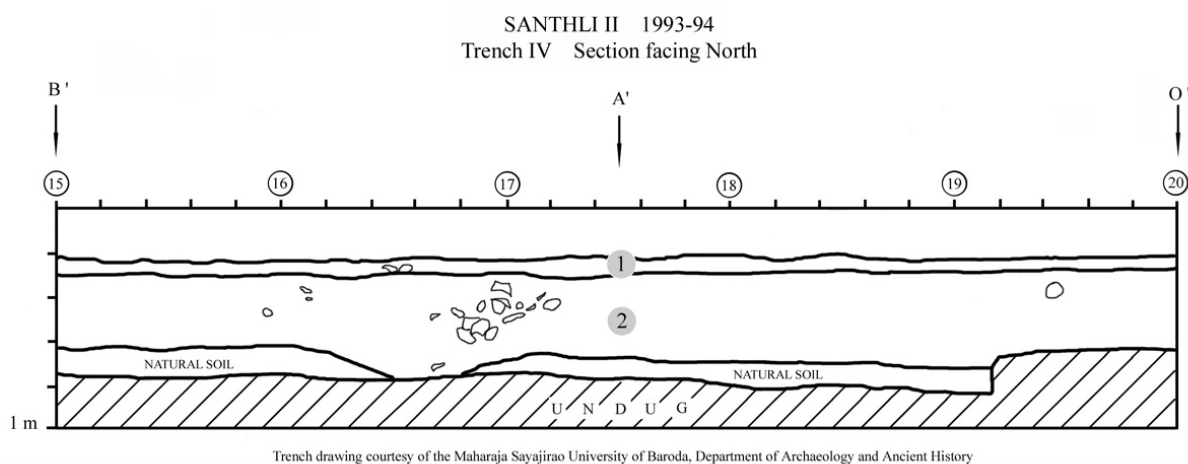 SANTHLI II 1993-94
Trench IV Section facing North
B' A' O'
15 16 17 18 19 20
1
2
NATURAL SOIL
NATURAL SOIL
U N D U G
1 m
Trench drawing courtesy of the Maharaja Sayajirao University of Baroda, Department of Archaeology and Ancient History